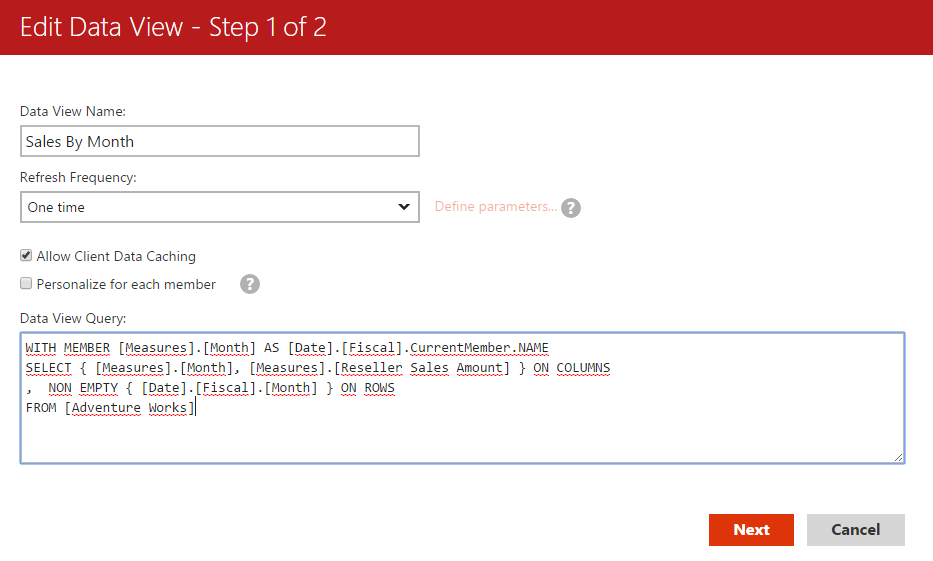 Edit Data View - Step 1 of 2
Data View Name:
Sales By Month
Refresh Frequency:
One time
Define parameters... ?
Allow Client Data Caching
Personalize for each member ?
Data View Query:
WITH MEMBER [Measures].[Month] AS [Date].[Fiscal].CurrentMember.NAME
SELECT { [Measures].[Month], [Measures].[Reseller Sales Amount] } ON COLUMNS
,  NON EMPTY { [Date].[Fiscal].[Month] } ON ROWS
FROM [Adventure Works]
Next Cancel